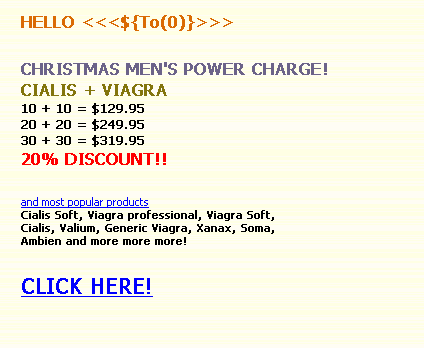 HELLO <<<${To(0)}>>>
CHRISTMAS MEN'S POWER CHARGE!
CIALIS + VIAGRA
10 + 10 = $129.95
20 + 20 = $249.95
30 + 30 = $319.95
20% DISCOUNT!!
and most popular products
Cialis Soft, Viagra professional, Viagra Soft,
Cialis, Valium, Generic Viagra, Xanax, Soma,
Ambien and more more more!
CLICK HERE!